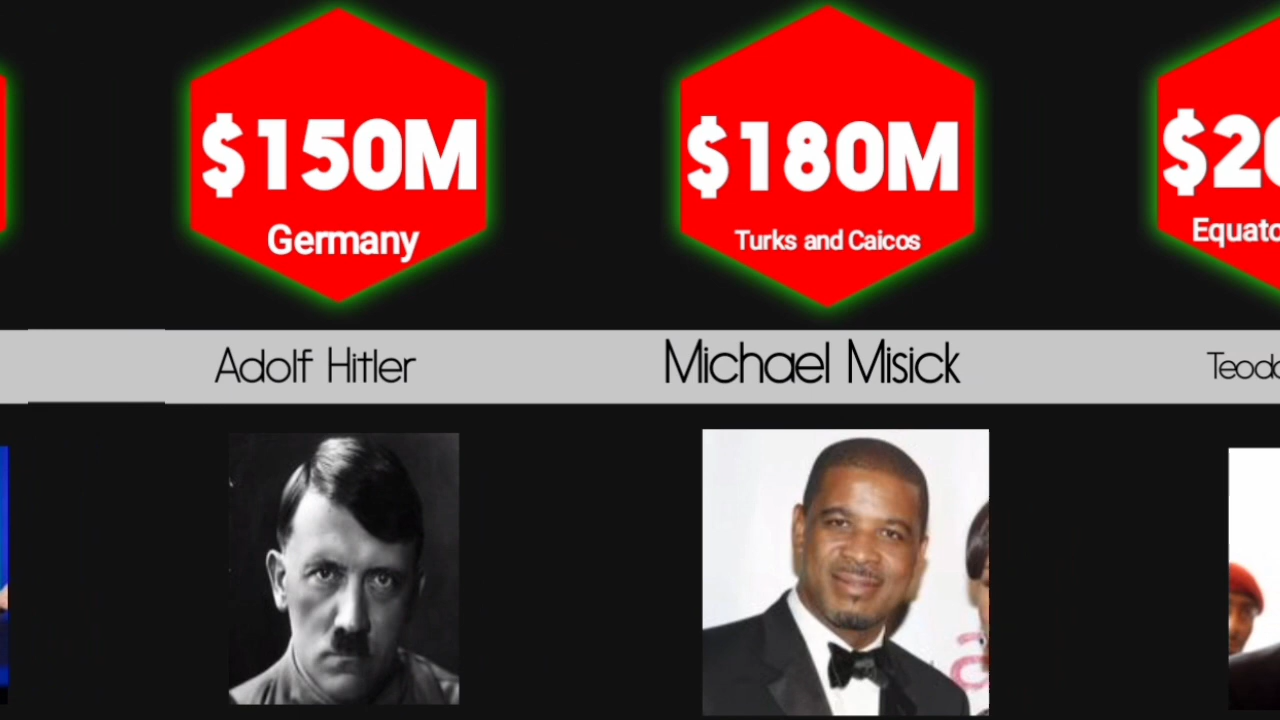 $150M
Germany
$180M
Turks and Caicos
Adolf Hitler
Michael Misick